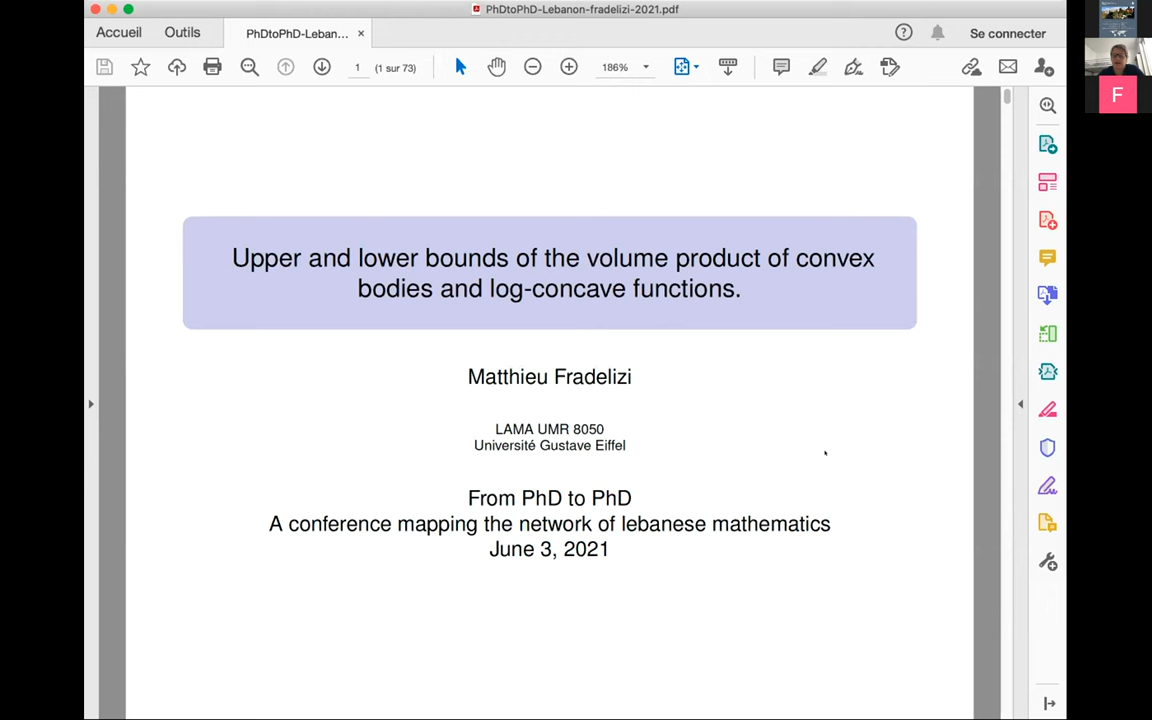 PhDtoPhD-Lebanon-fradelizi-2021.pdf
Accueil
Outils
PhDtoPhD-Leban... ×
Se connecter
1
(1 sur 73)
186%
Upper and lower bounds of the volume product of convex
bodies and log-concave functions.
Matthieu Fradelizi
LAMA UMR 8050
Université Gustave Eiffel
From PhD to PhD
A conference mapping the network of lebanese mathematics
June 3, 2021
F